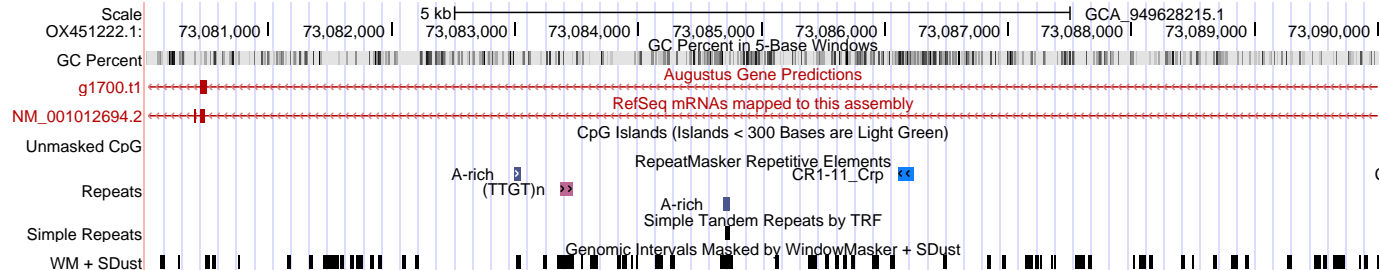 Scale 5 kb GCA_949628215.1
OX451222.1: 73,081,000 73,082,000 73,083,000 73,084,000 73,085,000 73,086,000 73,087,000 73,088,000 73,089,000 73,090,000
GC Percent in 5-Base Windows
GC Percent
Augustus Gene Predictions
g1700.t1
RefSeq mRNAs mapped to this assembly
NM_001012694.2
CpG Islands (Islands < 300 Bases are Light Green)
Unmasked CpG
RepeatMasker Repetitive Elements
A-rich CR1-11_Crp
Repeats (TTGT)n
A-rich
Simple Tandem Repeats by TRF
Simple Repeats
Genomic Intervals Masked by WindowMasker + SDust
WM + SDust